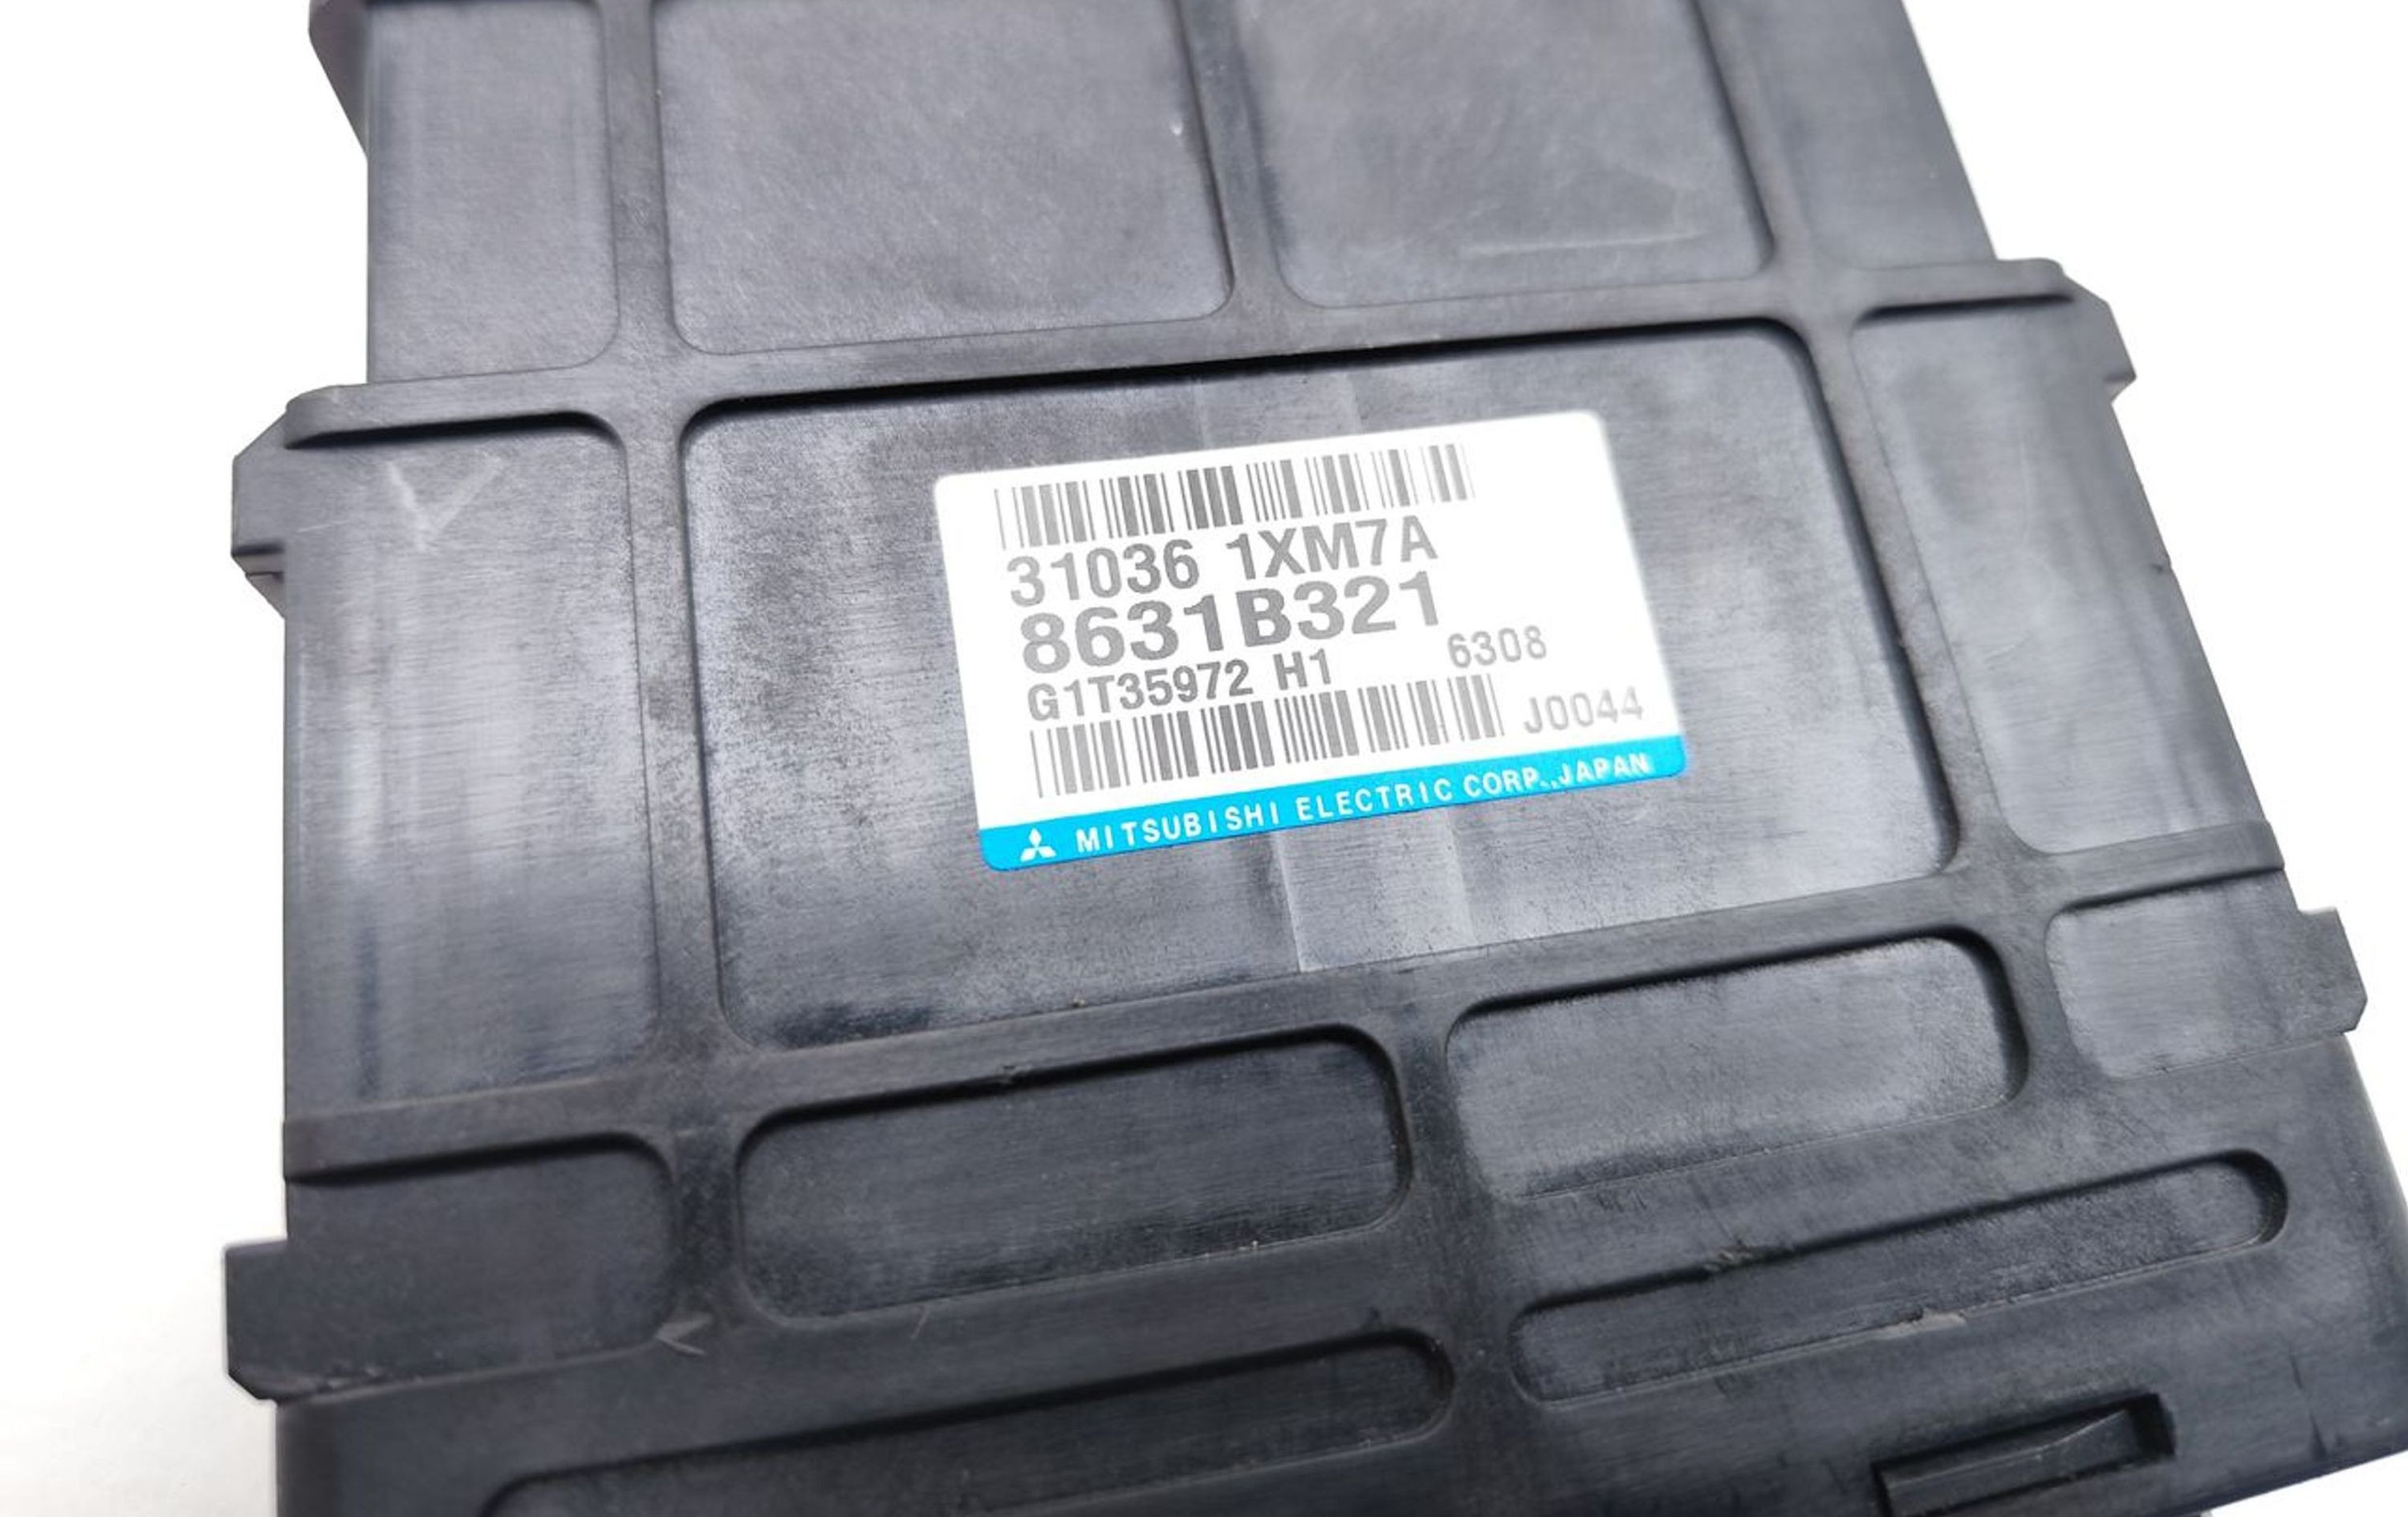 31036 1XM7A
8631B321
G1T35972 H1 6308
J0044
MITSUBISHI ELECTRIC CORP.,JAPAN